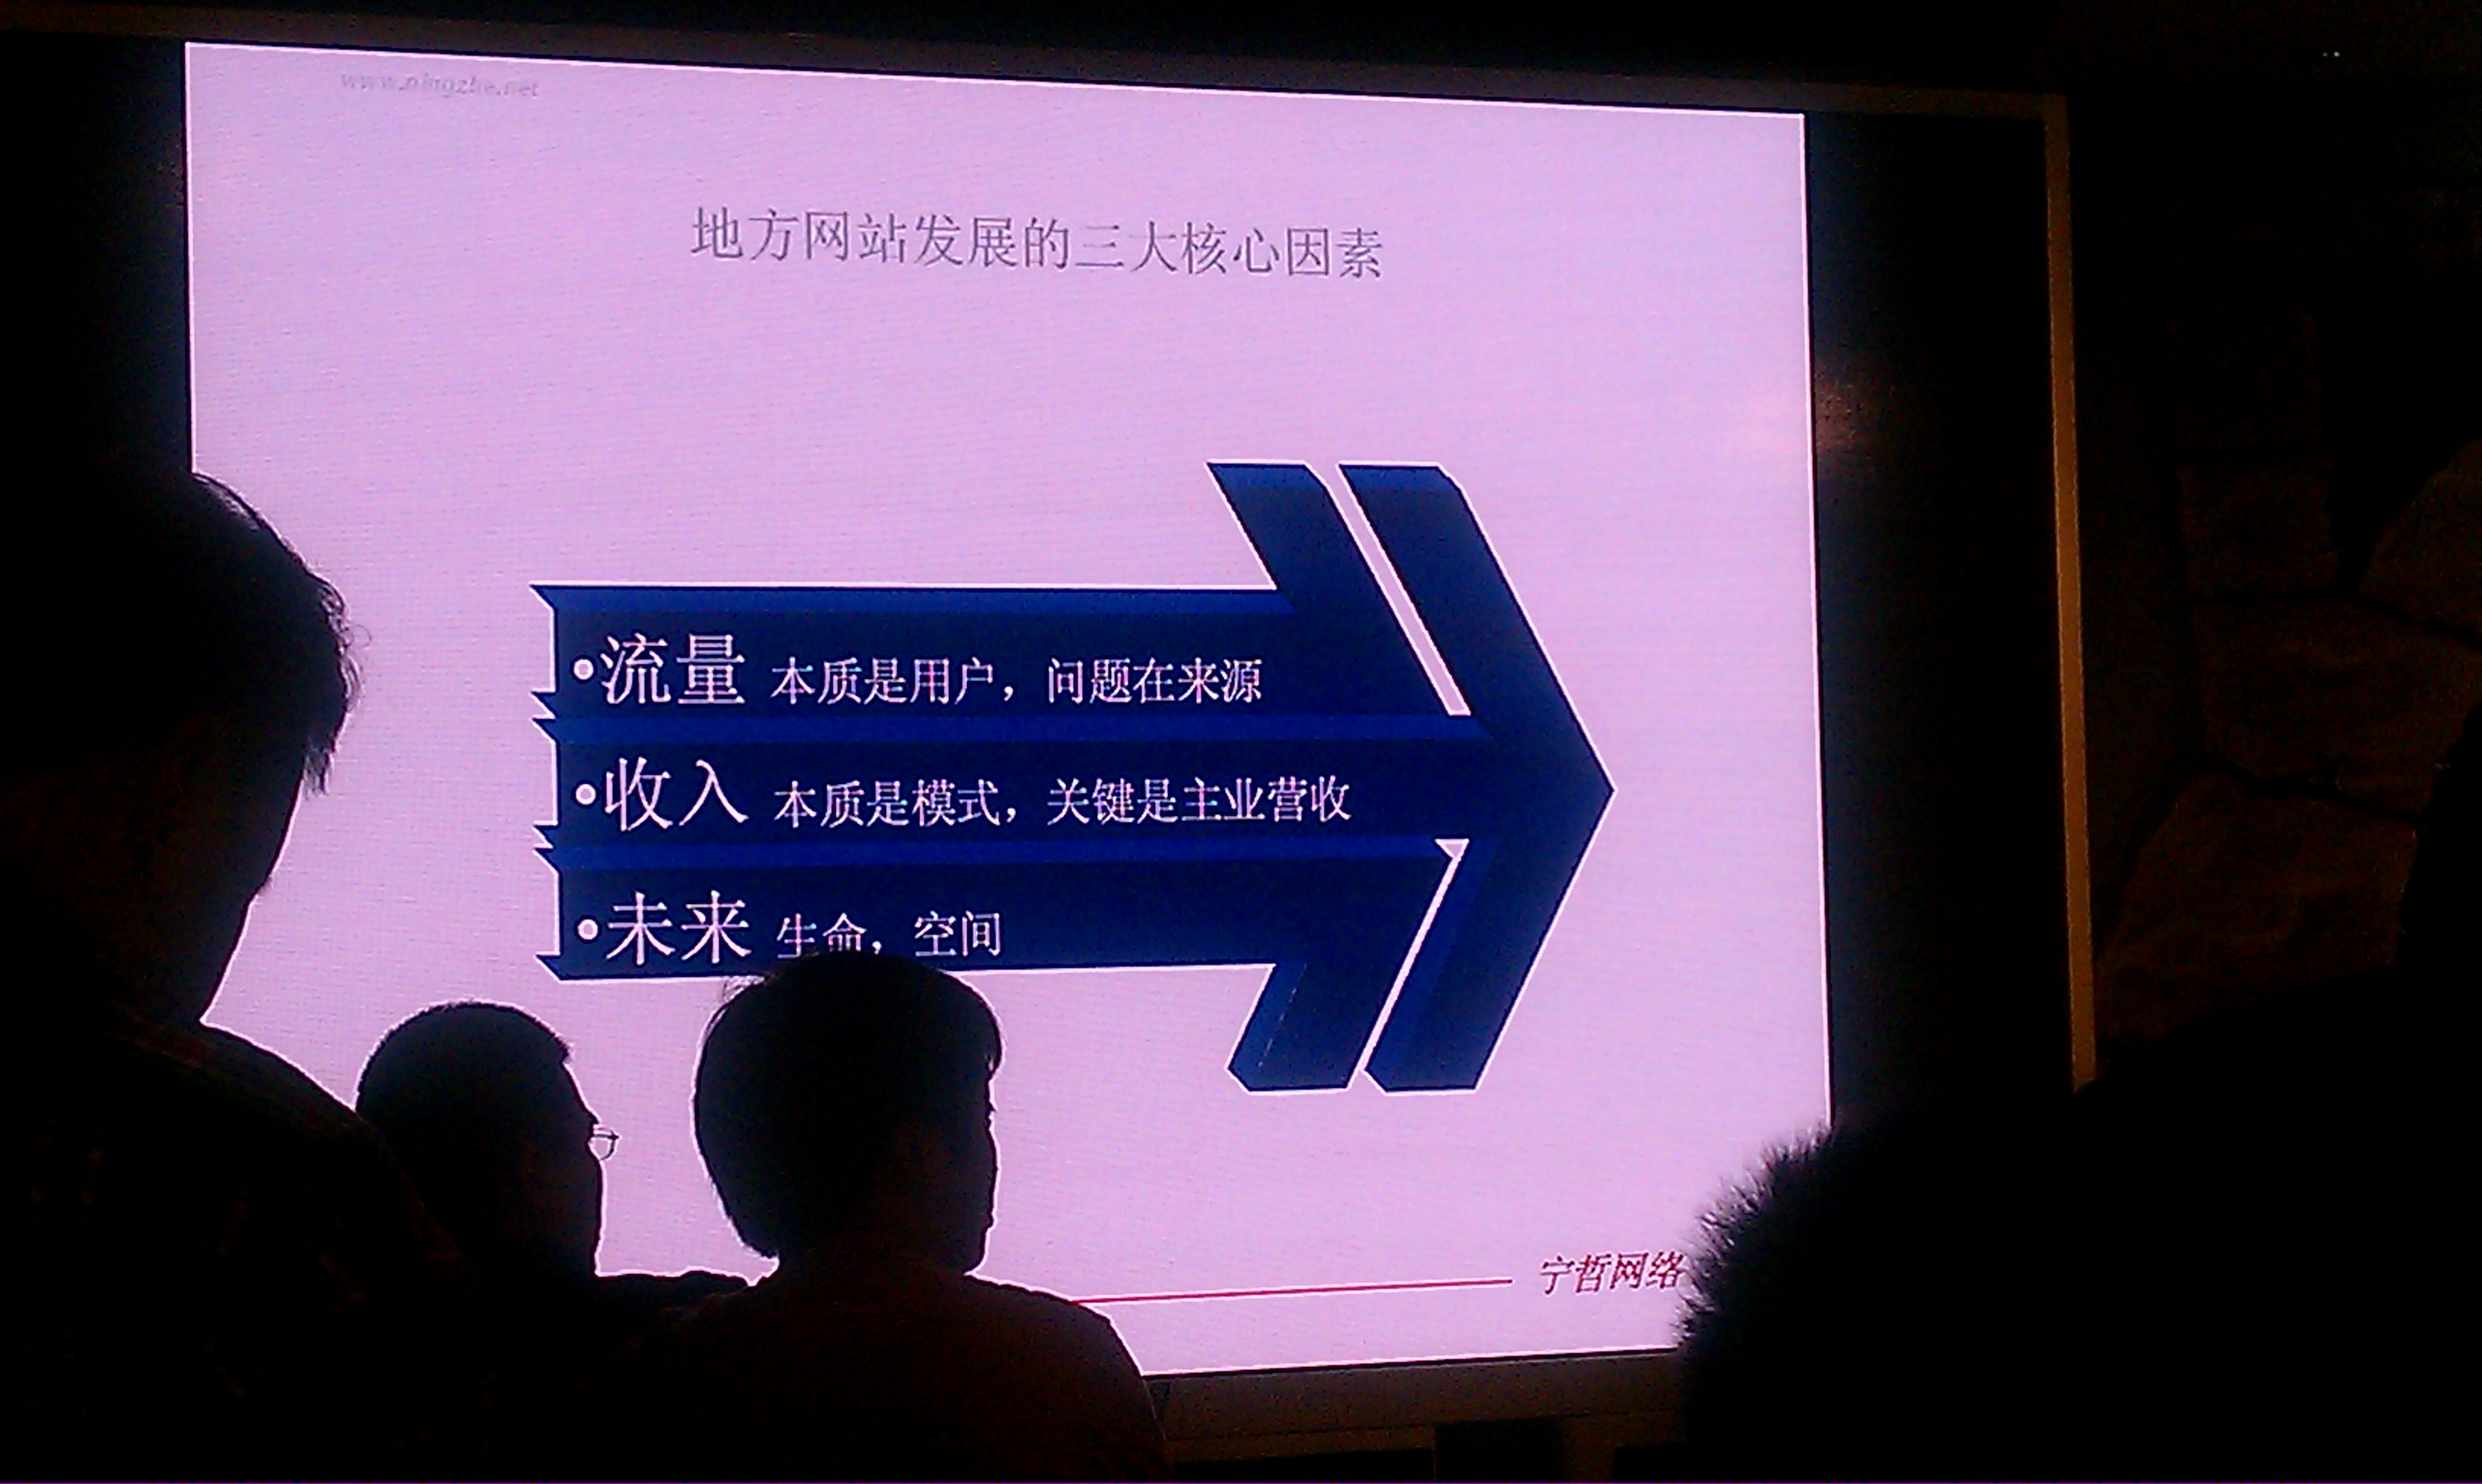 www.ningzhe.net
地方网站发展的三大核心因素
•流量 本质是用户，问题在来源
•收入 本质是模式，关键是主业营收
•未来 生命，空间
宁哲网络